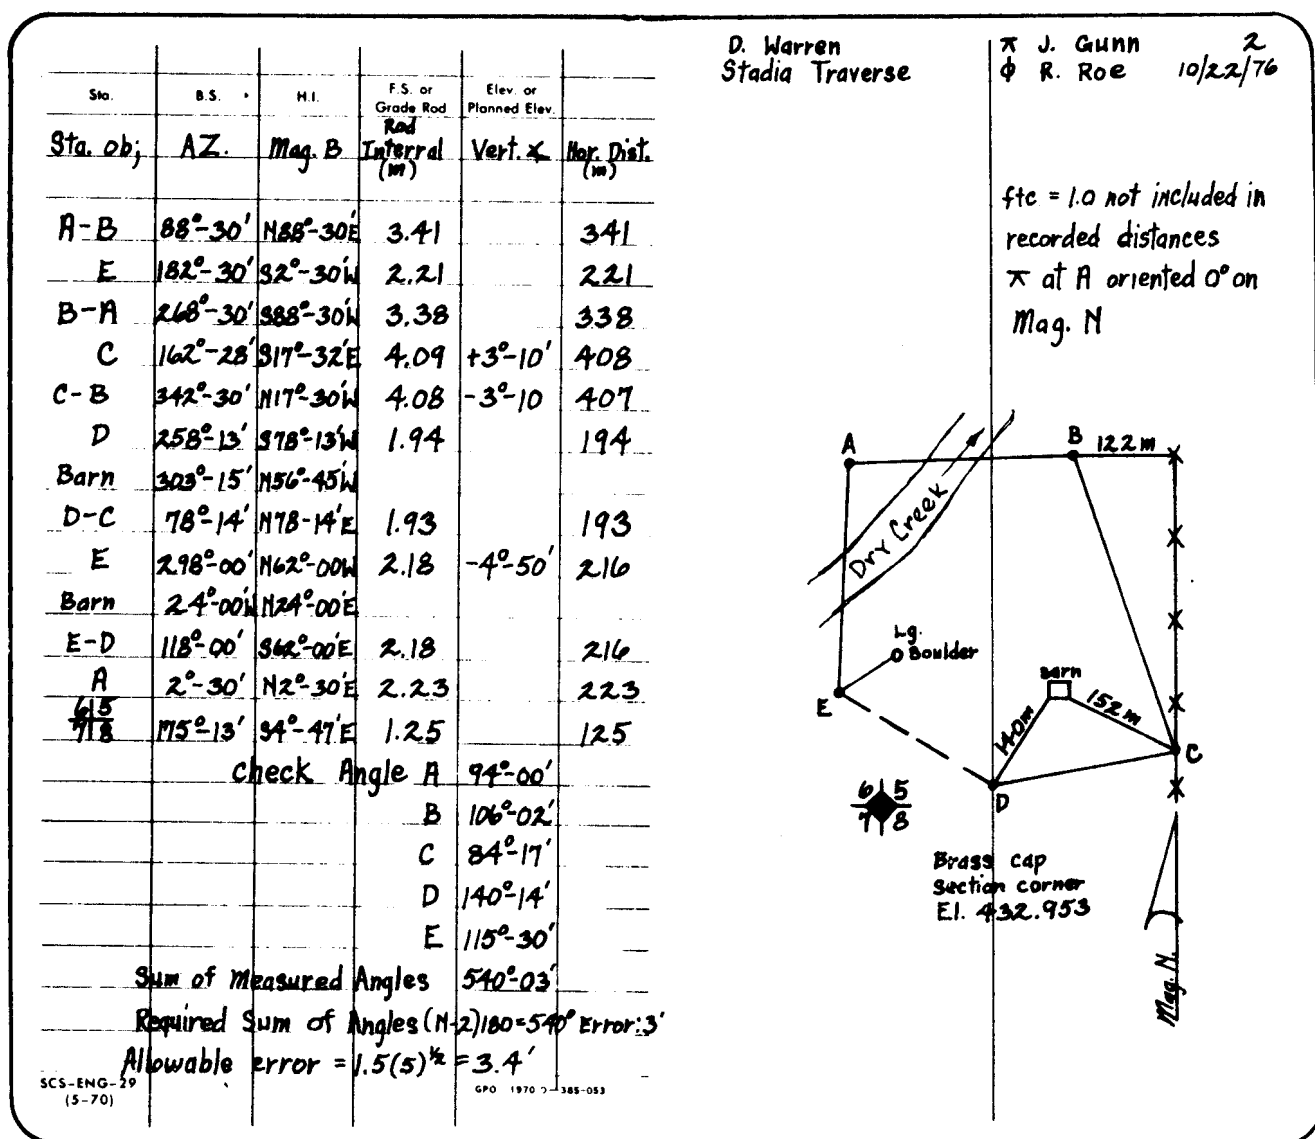 D. Warren
Stadia Traverse
π J. Gunn 2
ϕ R. Roe 10/22/76
Sta. B.S. H.I. F.S. or Grade Rod Elev. or Planned Elev.
Sta. obj AZ. Mag. B Rod Interral (m) Vert. ∡ Hor. Dist. (m)
A-B 88°-30' N88°-30'E 3.41 341
E 182°-30' S2°-30'W 2.21 221
B-A 268°-30' S88°-30'W 3.38 338
C 162°-28' S17°-32'E 4.09 +3°-10' 408
C-B 342°-30' N17°-30'W 4.08 -3°-10 407
D 258°-13' S78°-13'W 1.94 194
Barn 303°-15' N56°-45'W
D-C 78°-14' N78-14'E 1.93 193
E 298°-00' N62°-00W 2.18 -4°-50' 216
Barn 24°-00' N24°-00'E
E-D 118°-00' S62°-00'E 2.18 216
A 2°-30' N2°-30'E 2.23 223
6 5
7 8 175°-13' S4°-47'E 1.25 125
check Angle A 94°-00'
B 106°-02'
C 84°-17'
D 140°-14'
E 115°-30'
Sum of Measured Angles 540°-03'
Required Sum of Angles (N-2)180=540° Error:3'
Allowable error = 1.5(5)½ = 3.4'
SCS-ENG-29
(5-70)
GPO 1970 O-385-053
ftc = 1.0 not included in
recorded distances
π at A oriented 0° on
Mag. N
A
B 122m
Dry Creek
Lg.
Boulder
Barn
E
140m
152m
C
D
6 5
7 8
Brass cap
section corner
El. 432.953
Mag. N.